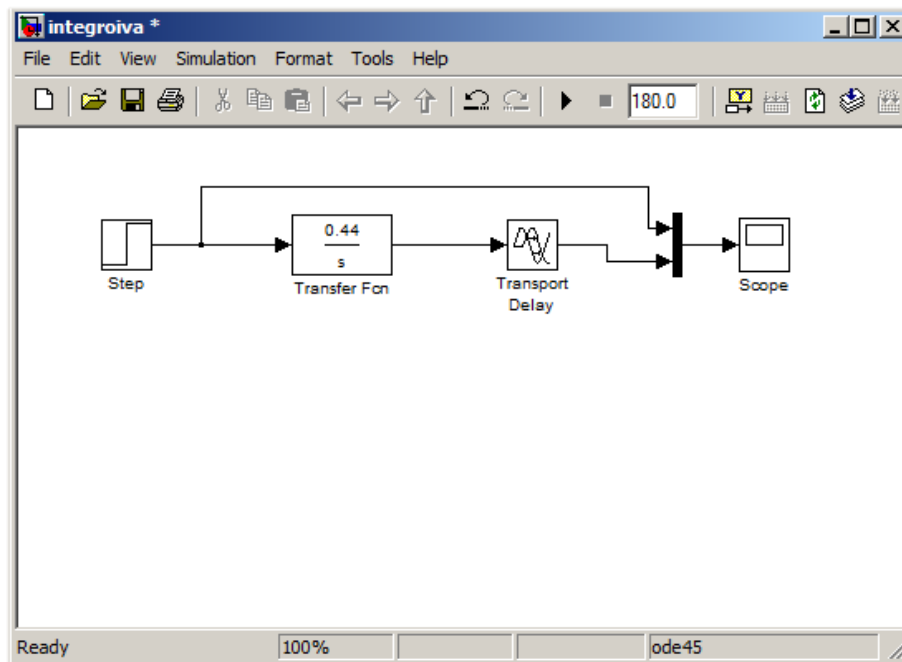 integroiva *
File Edit View Simulation Format Tools Help
180.0
0.44
s
Step
Transfer Fcn
Transport
Delay
Scope
Ready 100% ode45